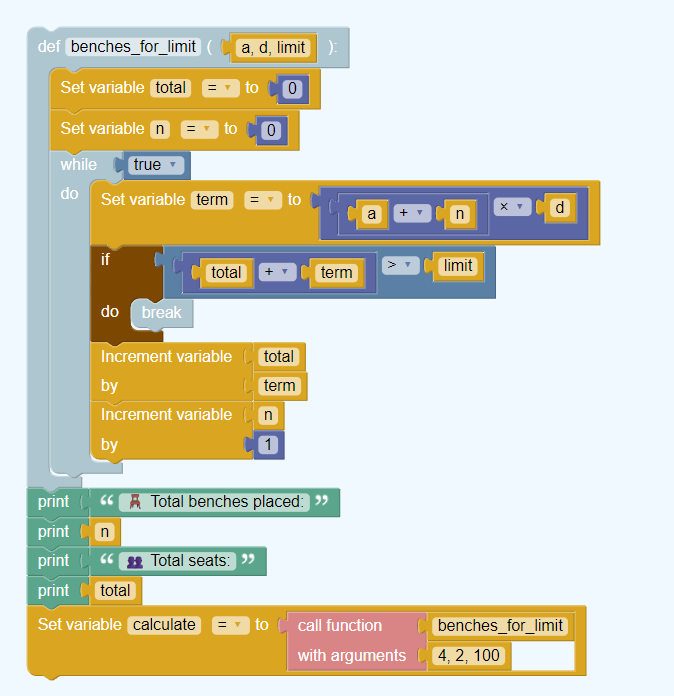 def benches_for_limit ( a, d, limit ):
Set variable total = ▾ to 0
Set variable n = ▾ to 0
while true ▾
do
Set variable term = ▾ to a + ▾ n × ▾ d
if total + ▾ term > ▾ limit
do break
Increment variable total
by term
Increment variable n
by 1
print “ 🪑 Total benches placed: ”
print n
print “ 👥 Total seats: ”
print total
Set variable calculate = ▾ to call function benches_for_limit
with arguments 4, 2, 100